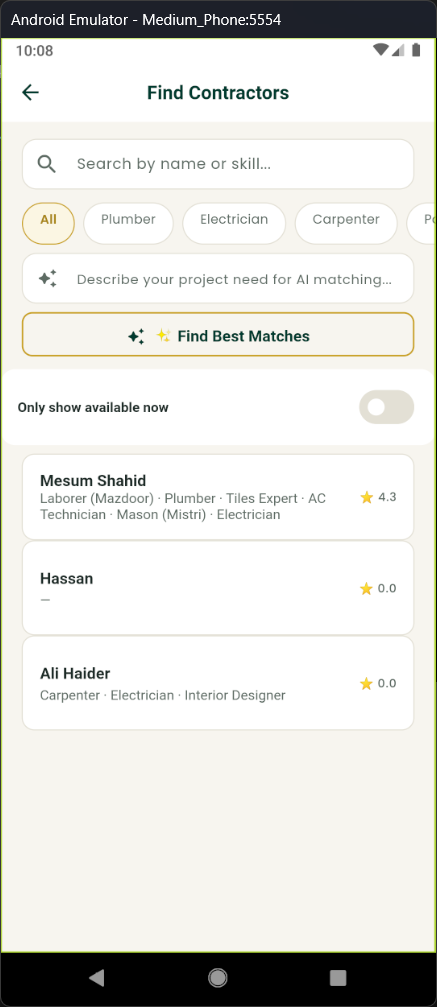 Android Emulator - Medium_Phone:5554
10:08
Find Contractors
Search by name or skill...
All Plumber Electrician Carpenter
Describe your project need for AI matching...
✨ Find Best Matches
Only show available now
Mesum Shahid
Laborer (Mazdoor) · Plumber · Tiles Expert · AC
Technician · Mason (Mistri) · Electrician
⭐ 4.3
Hassan
—
⭐ 0.0
Ali Haider
Carpenter · Electrician · Interior Designer
⭐ 0.0